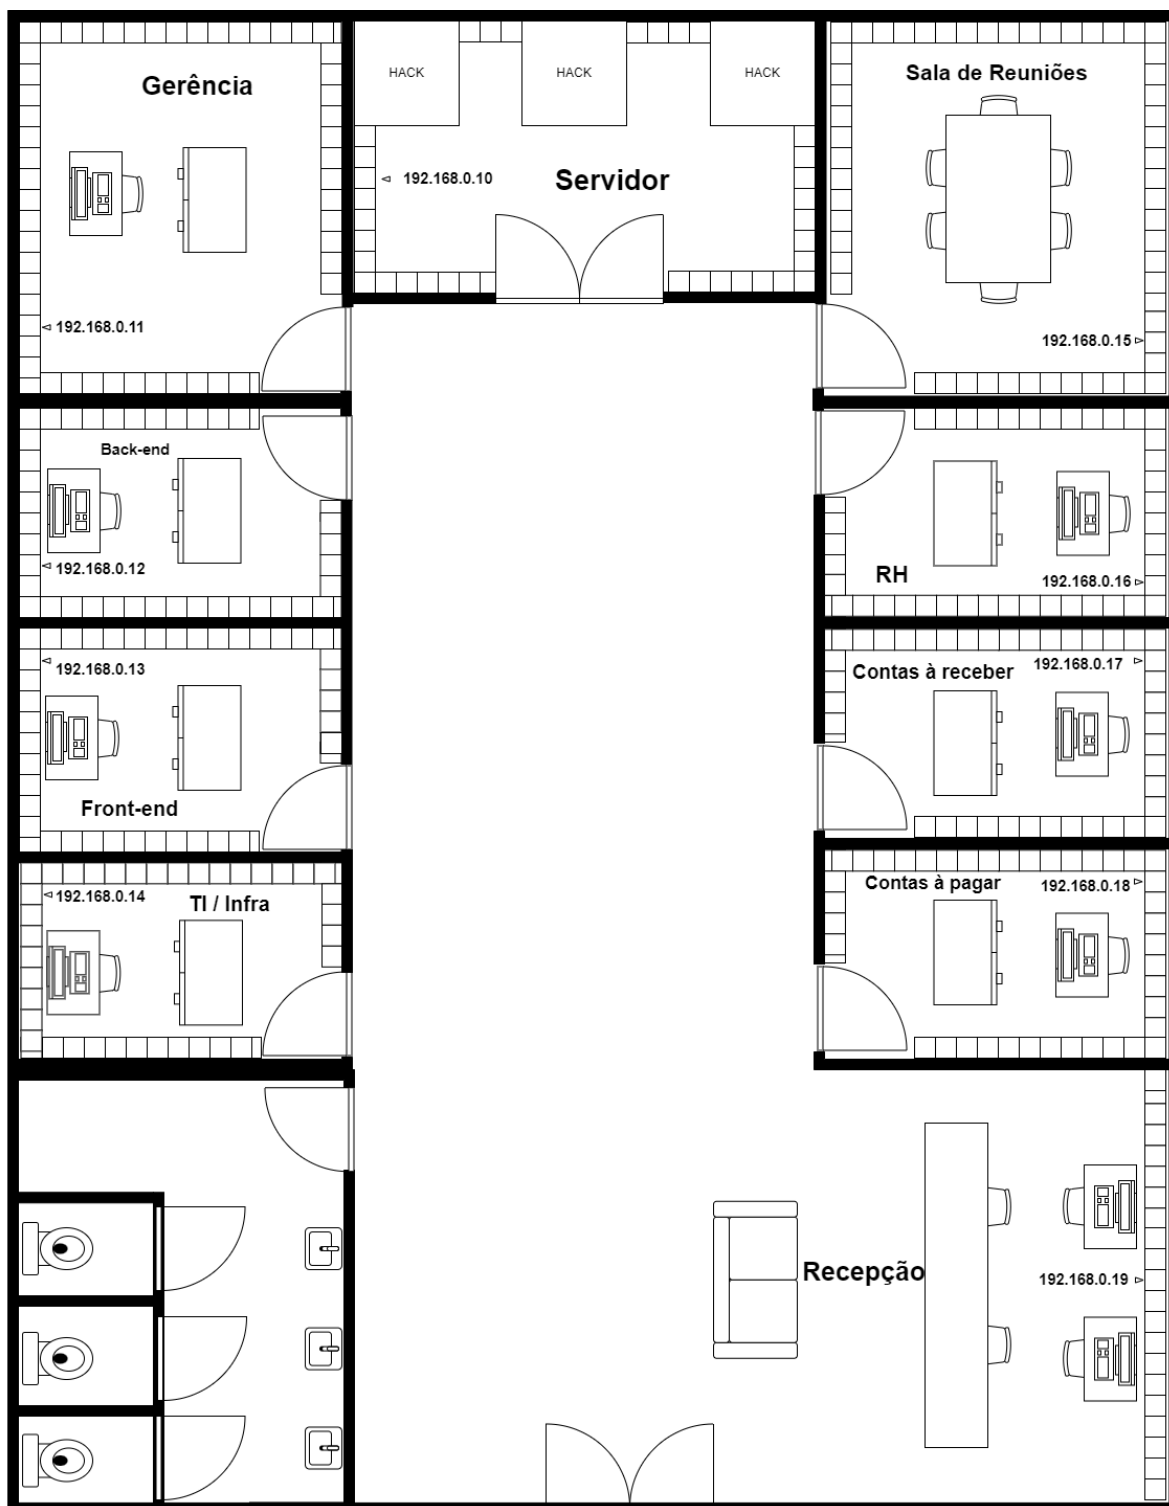 HACK
HACK
HACK
Gerência
Sala de Reuniões
192.168.0.10
Servidor
192.168.0.11
192.168.0.15
Back-end
192.168.0.12
RH
192.168.0.16
192.168.0.13
Contas à receber
192.168.0.17
Front-end
192.168.0.14
TI / Infra
Contas à pagar
192.168.0.18
Recepção
192.168.0.19